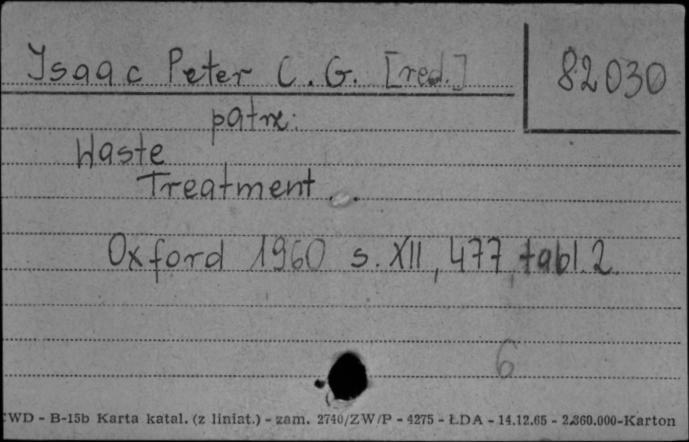 Isaac Peter C. G. [red.]
82030
patrz:
Waste
Treatment
Oxford 1960 s. XII, 477, tabl. 2.
6
WD - B-15b Karta katal. (z liniat.) - zam. 2740/ZW/P - 4275 - ŁDA - 14.12.65 - 2.360.000-Karton